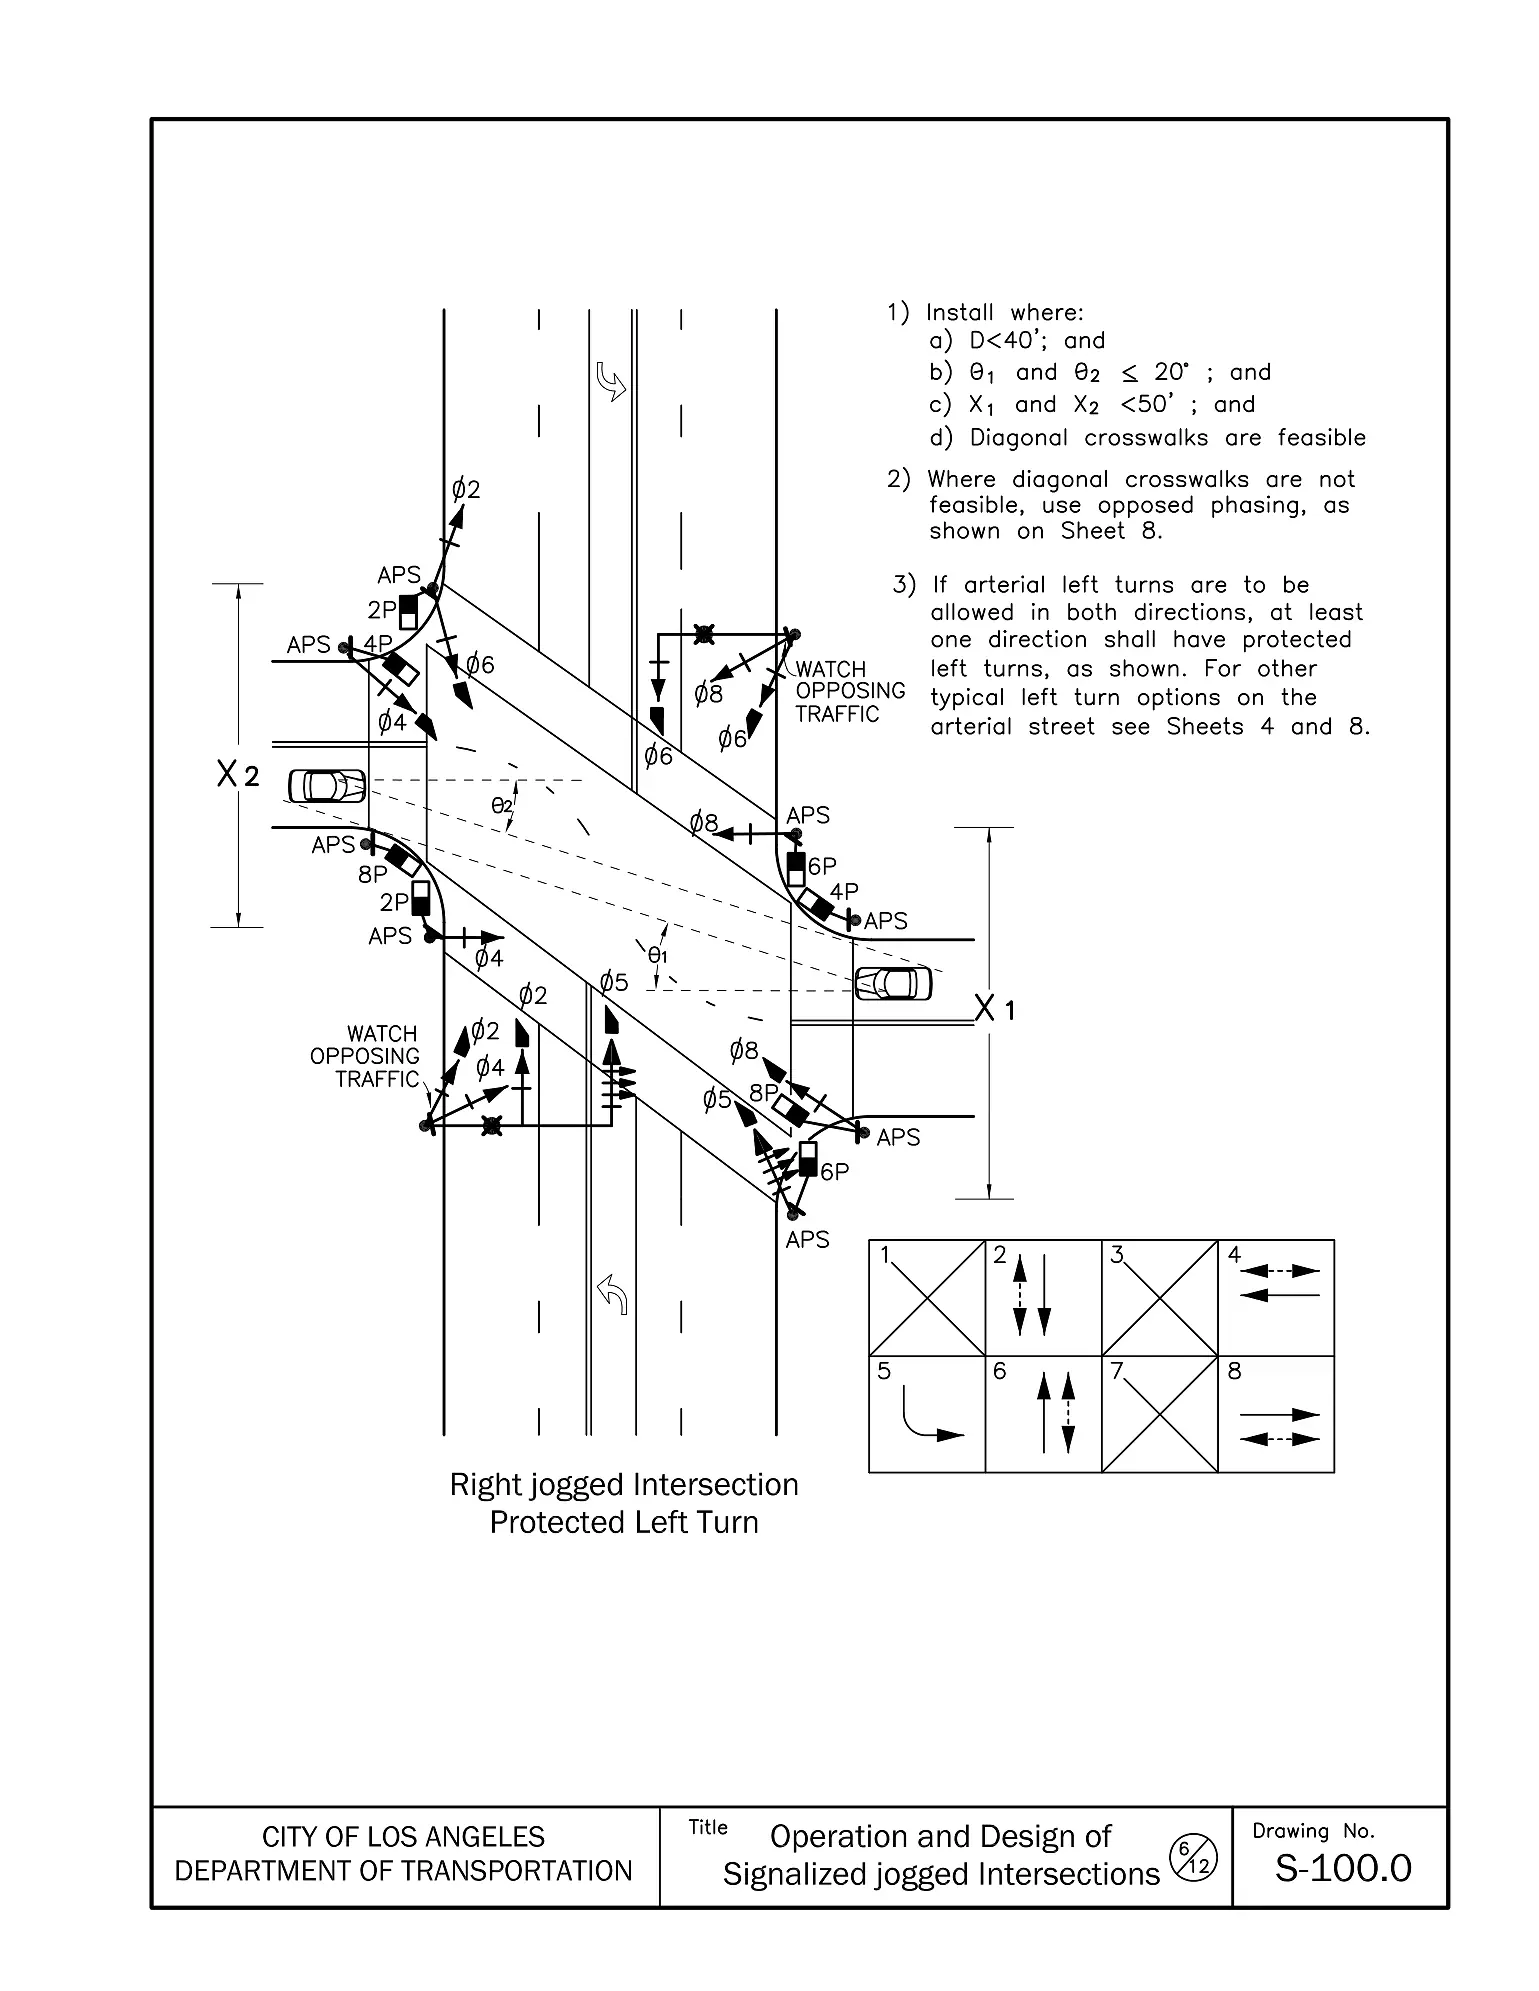 1) Install where:
a) D<40'; and
b) θ1 and θ2 ≤ 20° ; and
c) X1 and X2 <50' ; and
d) Diagonal crosswalks are feasible
2) Where diagonal crosswalks are not
feasible, use opposed phasing, as
shown on Sheet 8.
3) If arterial left turns are to be
allowed in both directions, at least
one direction shall have protected
left turns, as shown. For other
typical left turn options on the
arterial street see Sheets 4 and 8.
Ø2
APS
2P
APS
4P
Ø6
Ø4
Ø8
WATCH
OPPOSING
TRAFFIC
Ø6
Ø6
X2
θ2
Ø8
APS
APS
8P
6P
4P
2P
APS
APS
Ø4
θ1
Ø5
Ø2
X1
WATCH
OPPOSING
TRAFFIC
Ø2
Ø4
Ø8
Ø5
8P
APS
6P
APS
1 2 3 4
5 6 7 8
Right jogged Intersection
Protected Left Turn
CITY OF LOS ANGELES
DEPARTMENT OF TRANSPORTATION
Title
Operation and Design of
Signalized jogged Intersections
6/12
Drawing No.
S-100.0